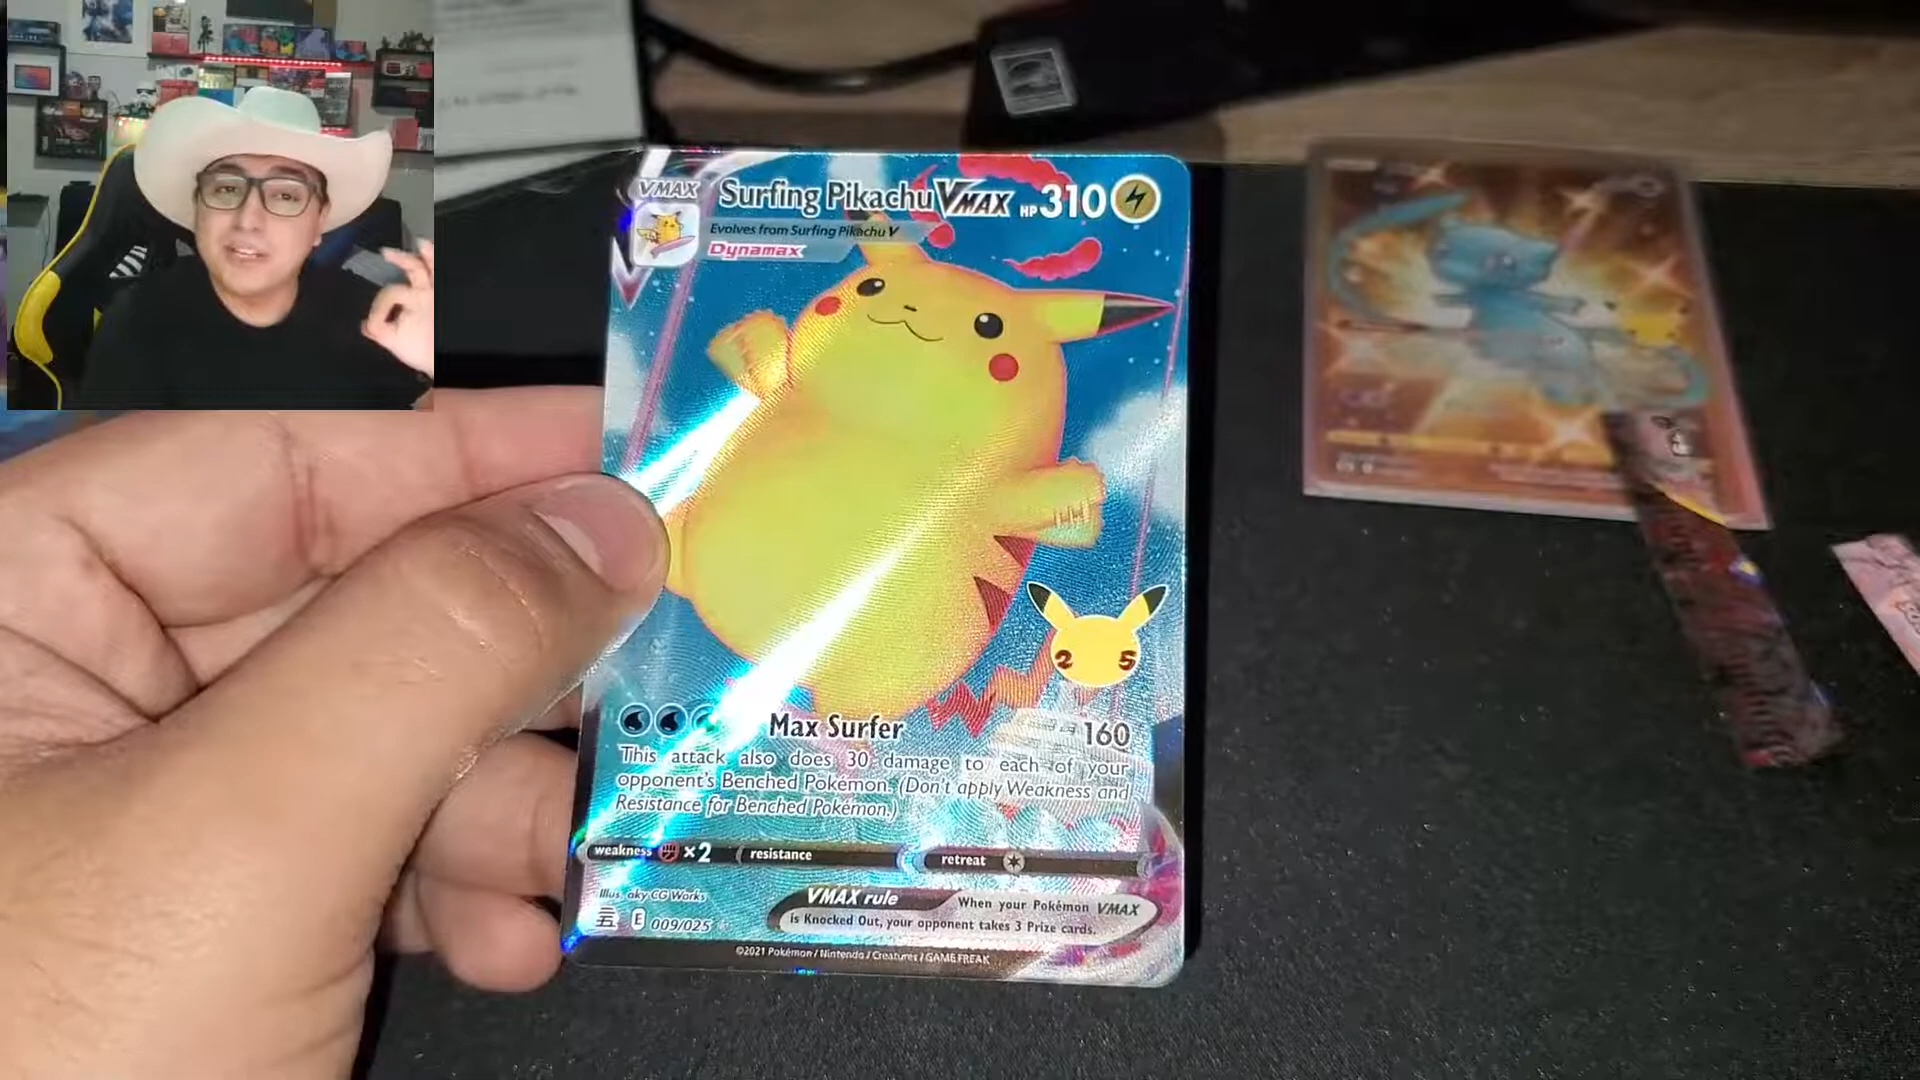 VMAX Surfing Pikachu VMAX HP 310
Evolves from Surfing Pikachu V
Dynamax
25
Max Surfer 160
This attack also does 30 damage to each of your
opponent's Benched Pokémon. (Don't apply Weakness and
Resistance for Benched Pokémon.)
weakness ×2 resistance retreat
Illus. aky CG Works
VMAX rule When your Pokémon VMAX
is Knocked Out, your opponent takes 3 Prize cards.
E 009/025
©2021 Pokémon / Nintendo / Creatures / GAME FREAK